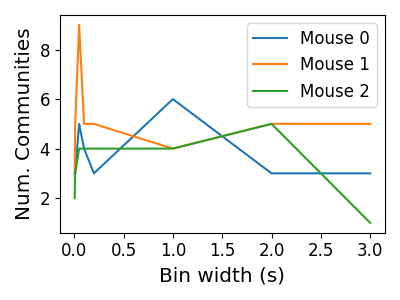 Mouse 0
Mouse 1
Mouse 2
8
6
4
2
Num. Communities
0.0 0.5 1.0 1.5 2.0 2.5 3.0
Bin width (s)